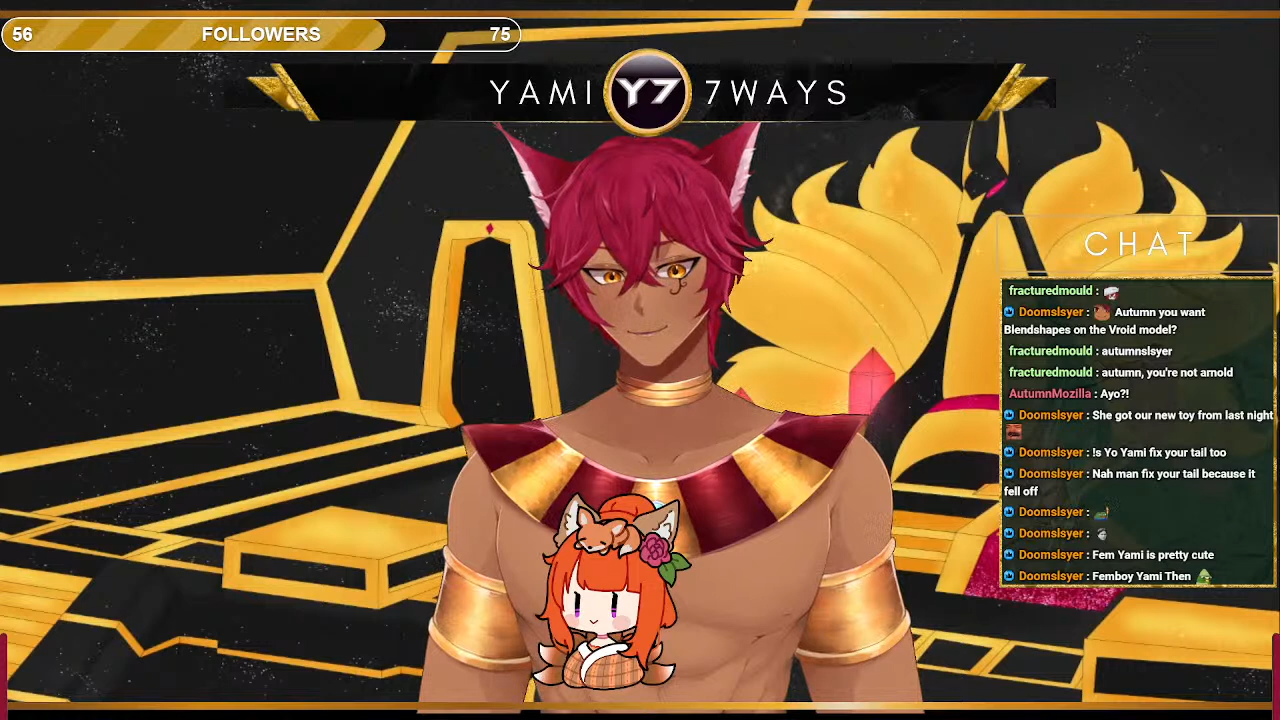 56 FOLLOWERS 75
YAMI Y7 7WAYS
CHAT
fracturedmould :
Doomslsyer : Autumn you want
Blendshapes on the Vroid model?
fracturedmould : autumnslsyer
fracturedmould : autumn, you're not arnold
AutumnMozilla : Ayo?!
Doomslsyer : She got our new toy from last night
Doomslsyer : !s Yo Yami fix your tail too
Doomslsyer : Nah man fix your tail because it
fell off
Doomslsyer :
Doomslsyer :
Doomslsyer : Fem Yami is pretty cute
Doomslsyer : Femboy Yami Then